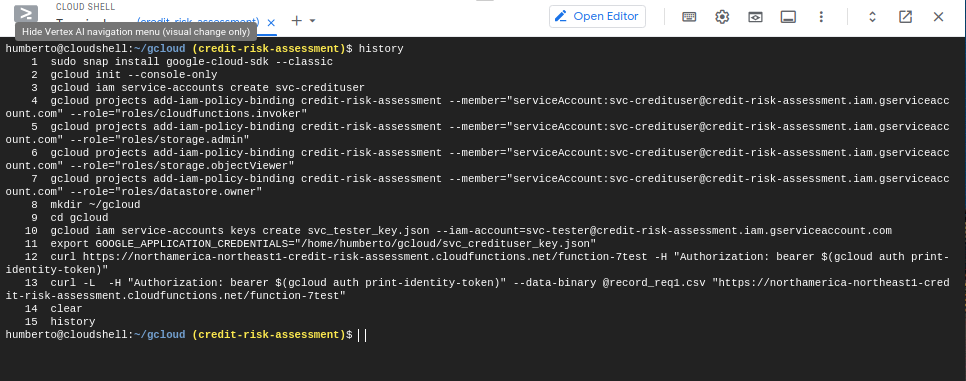 CLOUD SHELL
(credit-risk-assessment)
Open Editor
Hide Vertex AI navigation menu (visual change only)
humberto@cloudshell:~/gcloud (credit-risk-assessment)$ history
1 sudo snap install google-cloud-sdk --classic
2 gcloud init --console-only
3 gcloud iam service-accounts create svc-credituser
4 gcloud projects add-iam-policy-binding credit-risk-assessment --member="serviceAccount:svc-credituser@credit-risk-assessment.iam.gserviceacc
ount.com" --role="roles/cloudfunctions.invoker"
5 gcloud projects add-iam-policy-binding credit-risk-assessment --member="serviceAccount:svc-credituser@credit-risk-assessment.iam.gserviceacc
ount.com" --role="roles/storage.admin"
6 gcloud projects add-iam-policy-binding credit-risk-assessment --member="serviceAccount:svc-credituser@credit-risk-assessment.iam.gserviceacc
ount.com" --role="roles/storage.objectViewer"
7 gcloud projects add-iam-policy-binding credit-risk-assessment --member="serviceAccount:svc-credituser@credit-risk-assessment.iam.gserviceacc
ount.com" --role="roles/datastore.owner"
8 mkdir ~/gcloud
9 cd gcloud
10 gcloud iam service-accounts keys create svc_tester_key.json --iam-account=svc-tester@credit-risk-assessment.iam.gserviceaccount.com
11 export GOOGLE_APPLICATION_CREDENTIALS="/home/humberto/gcloud/svc_credituser_key.json"
12 curl https://northamerica-northeast1-credit-risk-assessment.cloudfunctions.net/function-7test -H "Authorization: bearer $(gcloud auth print-
identity-token)"
13 curl -L  -H "Authorization: bearer $(gcloud auth print-identity-token)" --data-binary @record_req1.csv "https://northamerica-northeast1-cred
it-risk-assessment.cloudfunctions.net/function-7test"
14 clear
15 history
humberto@cloudshell:~/gcloud (credit-risk-assessment)$